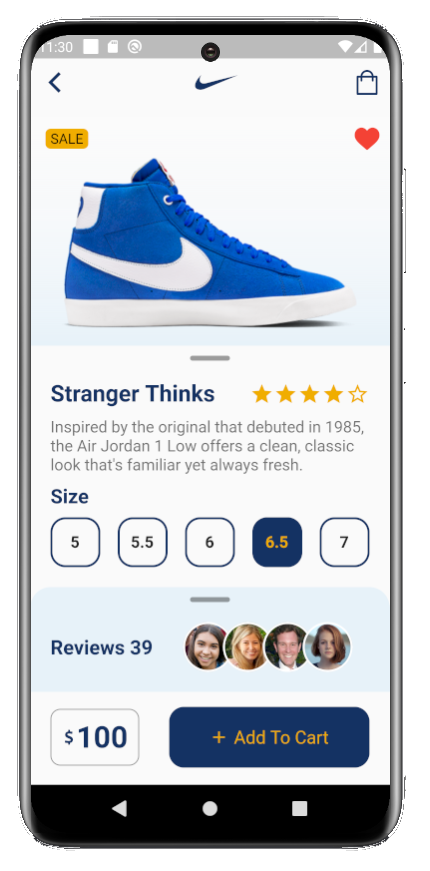 11:30
SALE
Stranger Thinks
Inspired by the original that debuted in 1985,
the Air Jordan 1 Low offers a clean, classic
look that's familiar yet always fresh.
Size
5 5.5 6 6.5 7
Reviews 39
$100 + Add To Cart